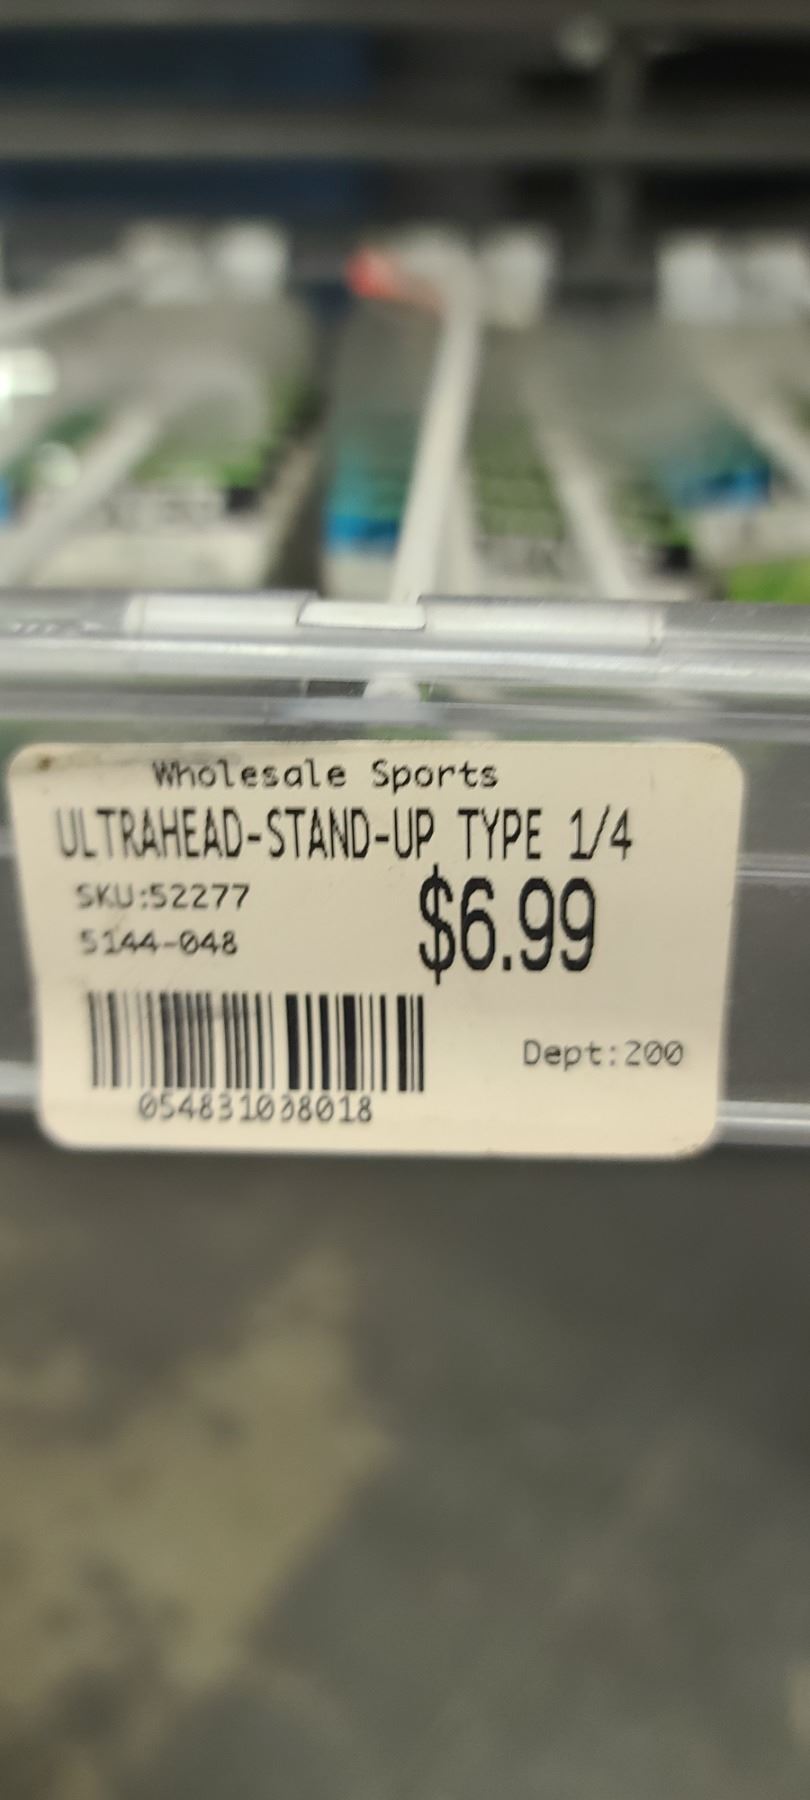 Wholesale Sports
ULTRAHEAD-STAND-UP TYPE 1/4
SKU:52277
$6.99
5144-048
Dept:200
054831008018